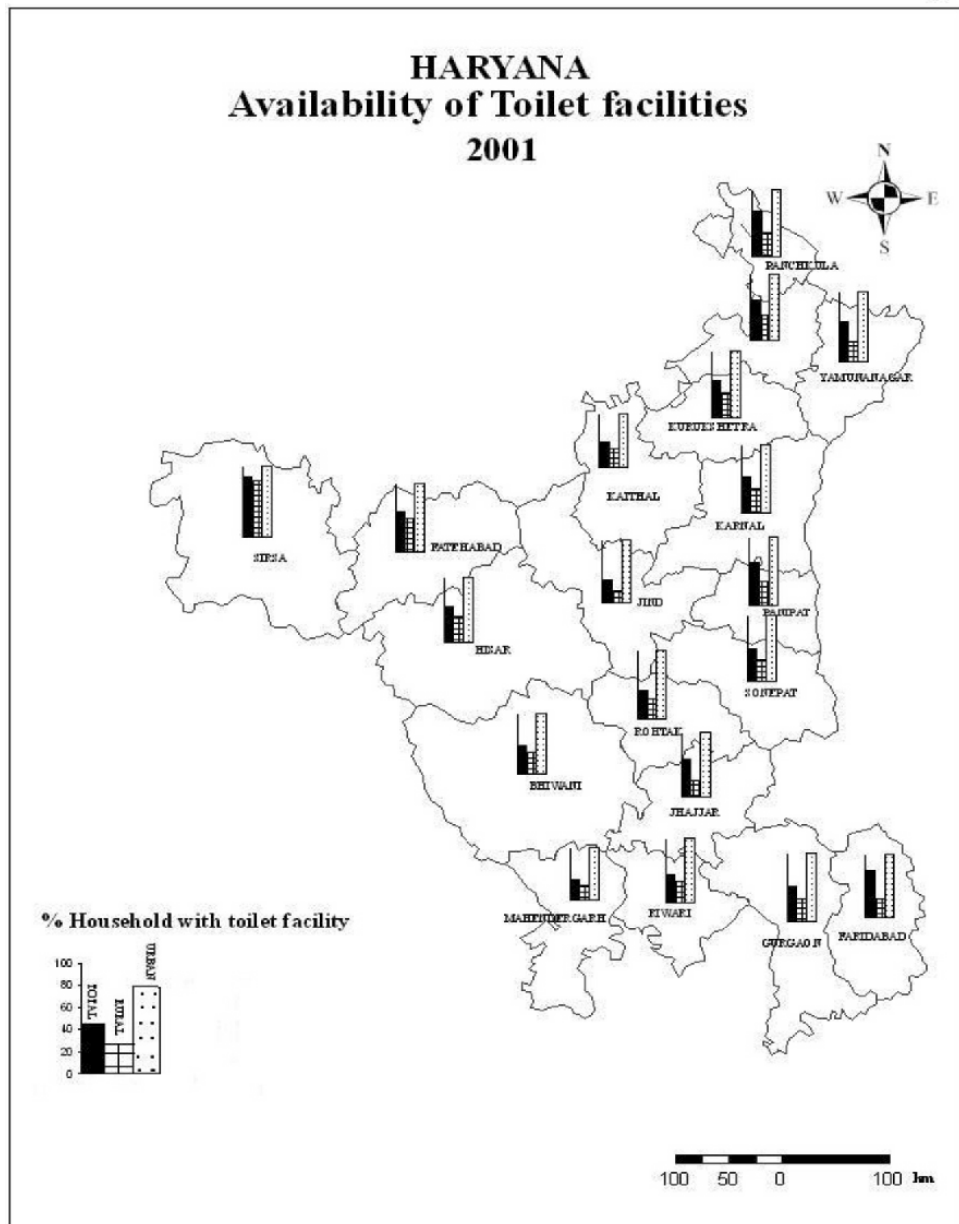 HARYANA
Availability of Toilet facilities
2001
N
W E
S
PANCHKULA
YAMUNANAGAR
KURUKSHETRA
KAITHAL
KARNAL
SIRSA
FATEHABAD
JIND
PANIPAT
HISAR
SONEPAT
ROHTAK
BHIWANI
JHAJJAR
MAHENDERGARH
RIWARI
GURGAON
FARIDABAD
% Household with toilet facility
TOTAL
RURAL
URBAN
100
80
60
40
20
0
100 50 0 100 km